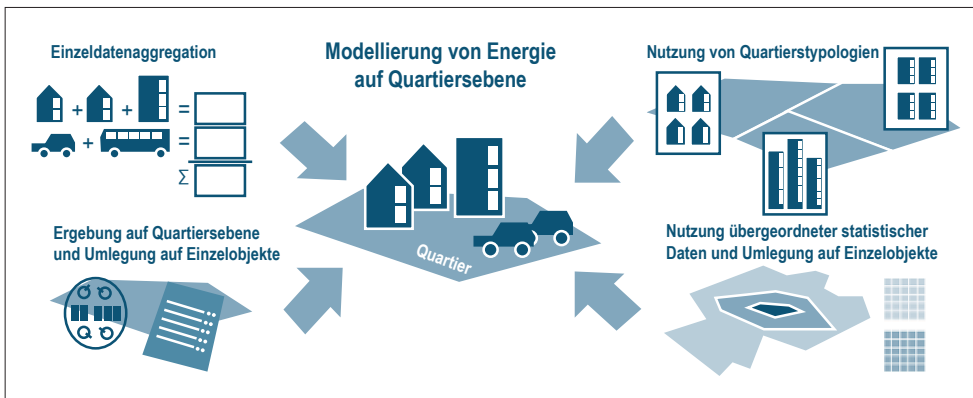 Einzeldatenaggregation
+ + =
+ =
Σ
Modellierung von Energie
auf Quartiersebene
Nutzung von Quartierstypologien
Ergebung auf Quartiersebene
und Umlegung auf Einzelobjekte
Quartier
Nutzung übergeordneter statistischer
Daten und Umlegung auf Einzelobjekte